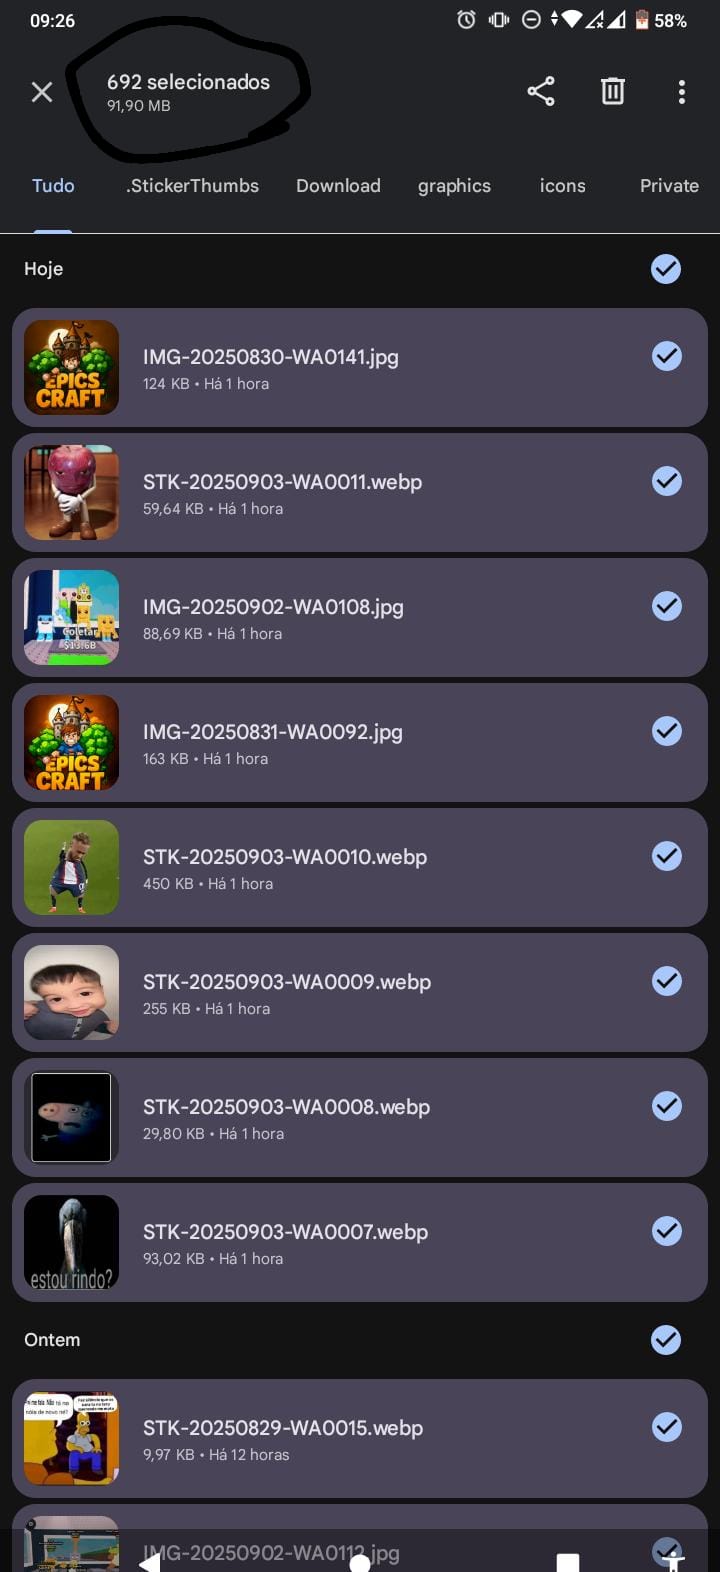 09:26
58%
692 selecionados
91,90 MB
Tudo
.StickerThumbs
Download
graphics
icons
Private
Hoje
EPICS
CRAFT
IMG-20250830-WA0141.jpg
124 KB • Há 1 hora
STK-20250903-WA0011.webp
59,64 KB • Há 1 hora
Coletar
$13.6B
IMG-20250902-WA0108.jpg
88,69 KB • Há 1 hora
EPICS
CRAFT
IMG-20250831-WA0092.jpg
163 KB • Há 1 hora
STK-20250903-WA0010.webp
450 KB • Há 1 hora
STK-20250903-WA0009.webp
255 KB • Há 1 hora
STK-20250903-WA0008.webp
29,80 KB • Há 1 hora
estou rindo?
STK-20250903-WA0007.webp
93,02 KB • Há 1 hora
Ontem
STK-20250829-WA0015.webp
9,97 KB • Há 12 horas
IMG-20250902-WA0112.jpg